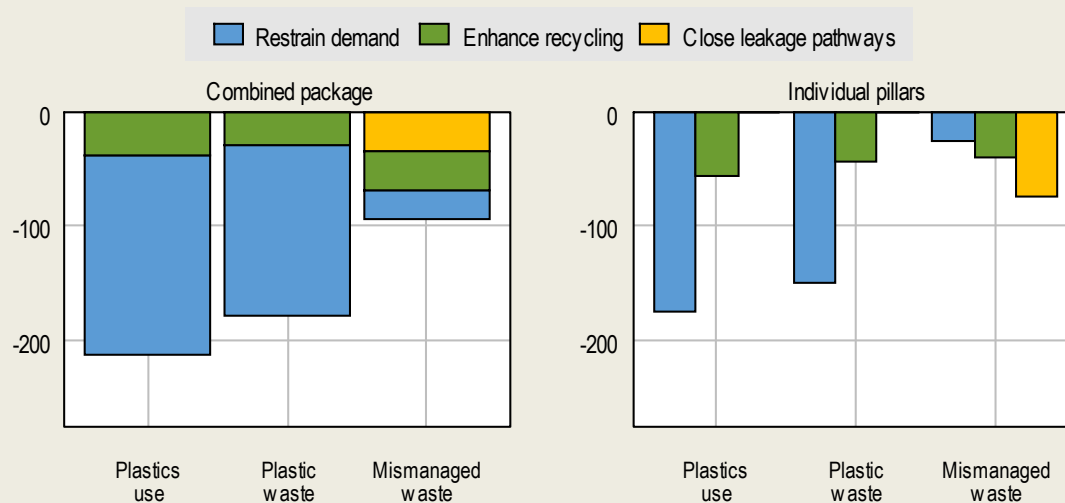 Restrain demand Enhance recycling Close leakage pathways
Combined package
0
-100
-200
Plastics use
Plastic waste
Mismanaged waste
Individual pillars
0
-100
-200
Plastics use
Plastic waste
Mismanaged waste